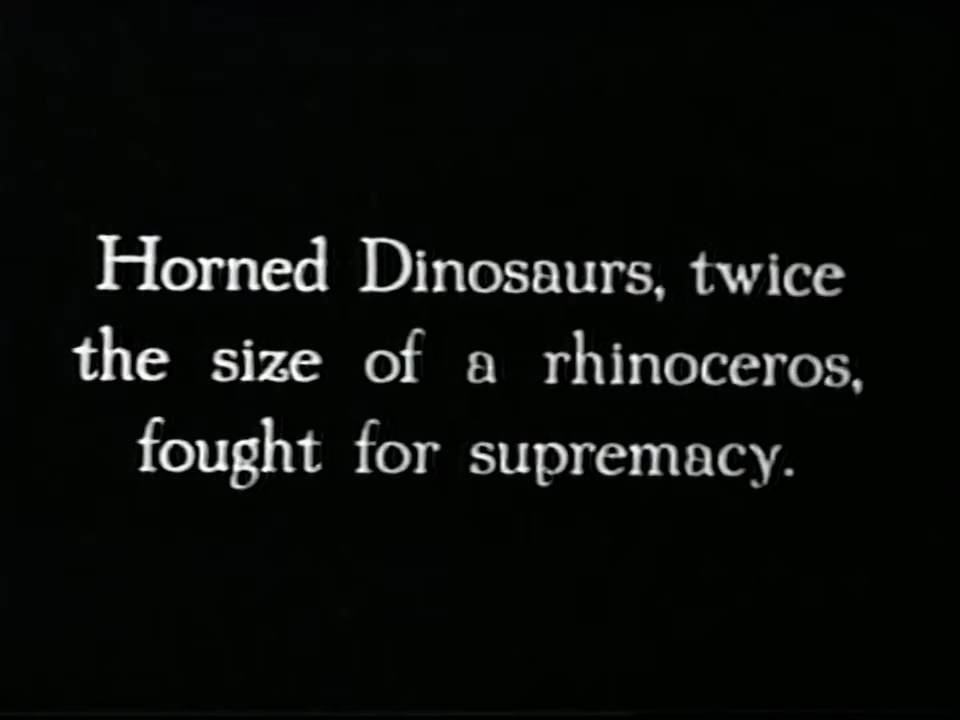 Horned Dinosaurs, twice
the size of a rhinoceros,
fought for supremacy.